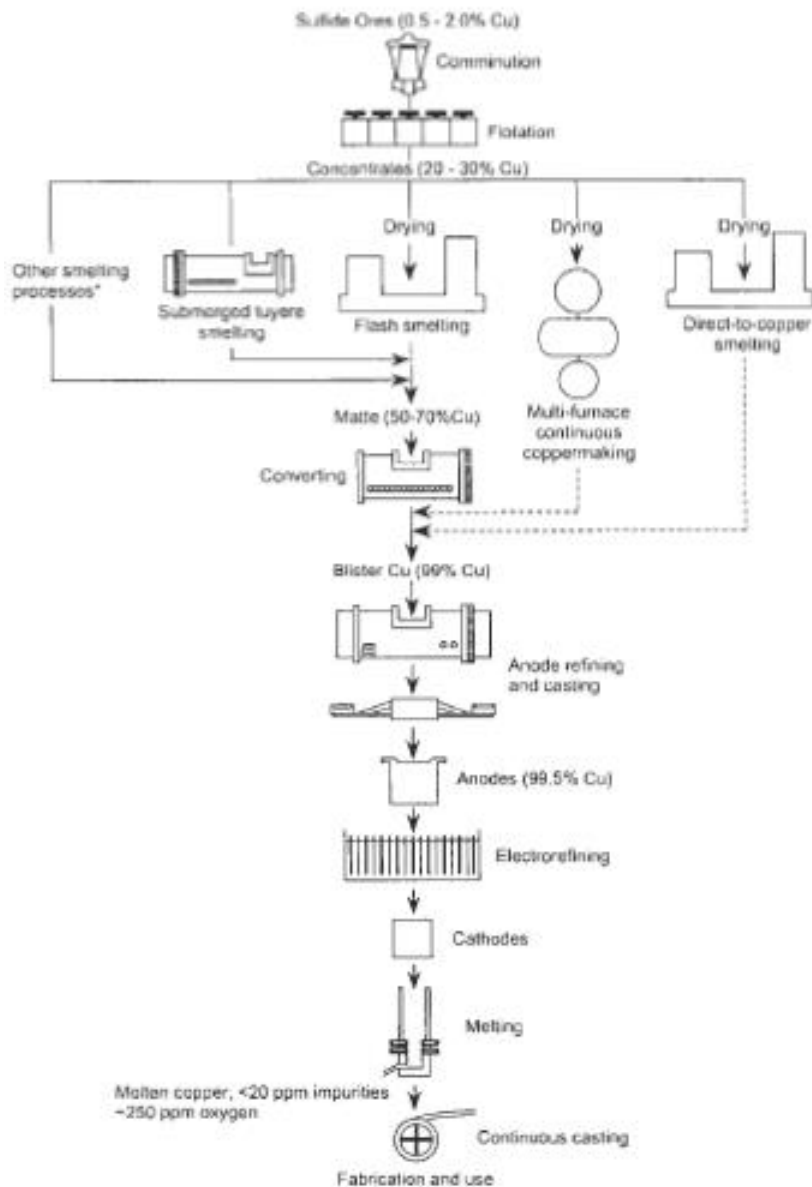 Sulfide Ores (0.5 - 2.0% Cu)
Comminution
Flotation
Concentrates (20 - 30% Cu)
Drying
Drying
Drying
Other smelting
processes*
Submerged tuyere
smelting
Flash smelting
Direct-to-copper
smelting
Multi-furnace
continuous
coppermaking
Matte (50-70%Cu)
Converting
Blister Cu (99% Cu)
Anode refining
and casting
Anodes (99.5% Cu)
Electrorefining
Cathodes
Melting
Molten copper, <20 ppm impurities
~250 ppm oxygen
Continuous casting
Fabrication and use